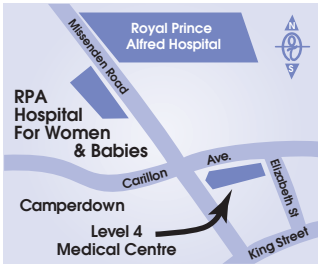 Royal Prince
Alfred Hospital
N
S
Missenden Road
RPA
Hospital
For Women
& Babies
Carillon Ave.
Elizabeth St
Camperdown
Level 4
Medical Centre
King Street